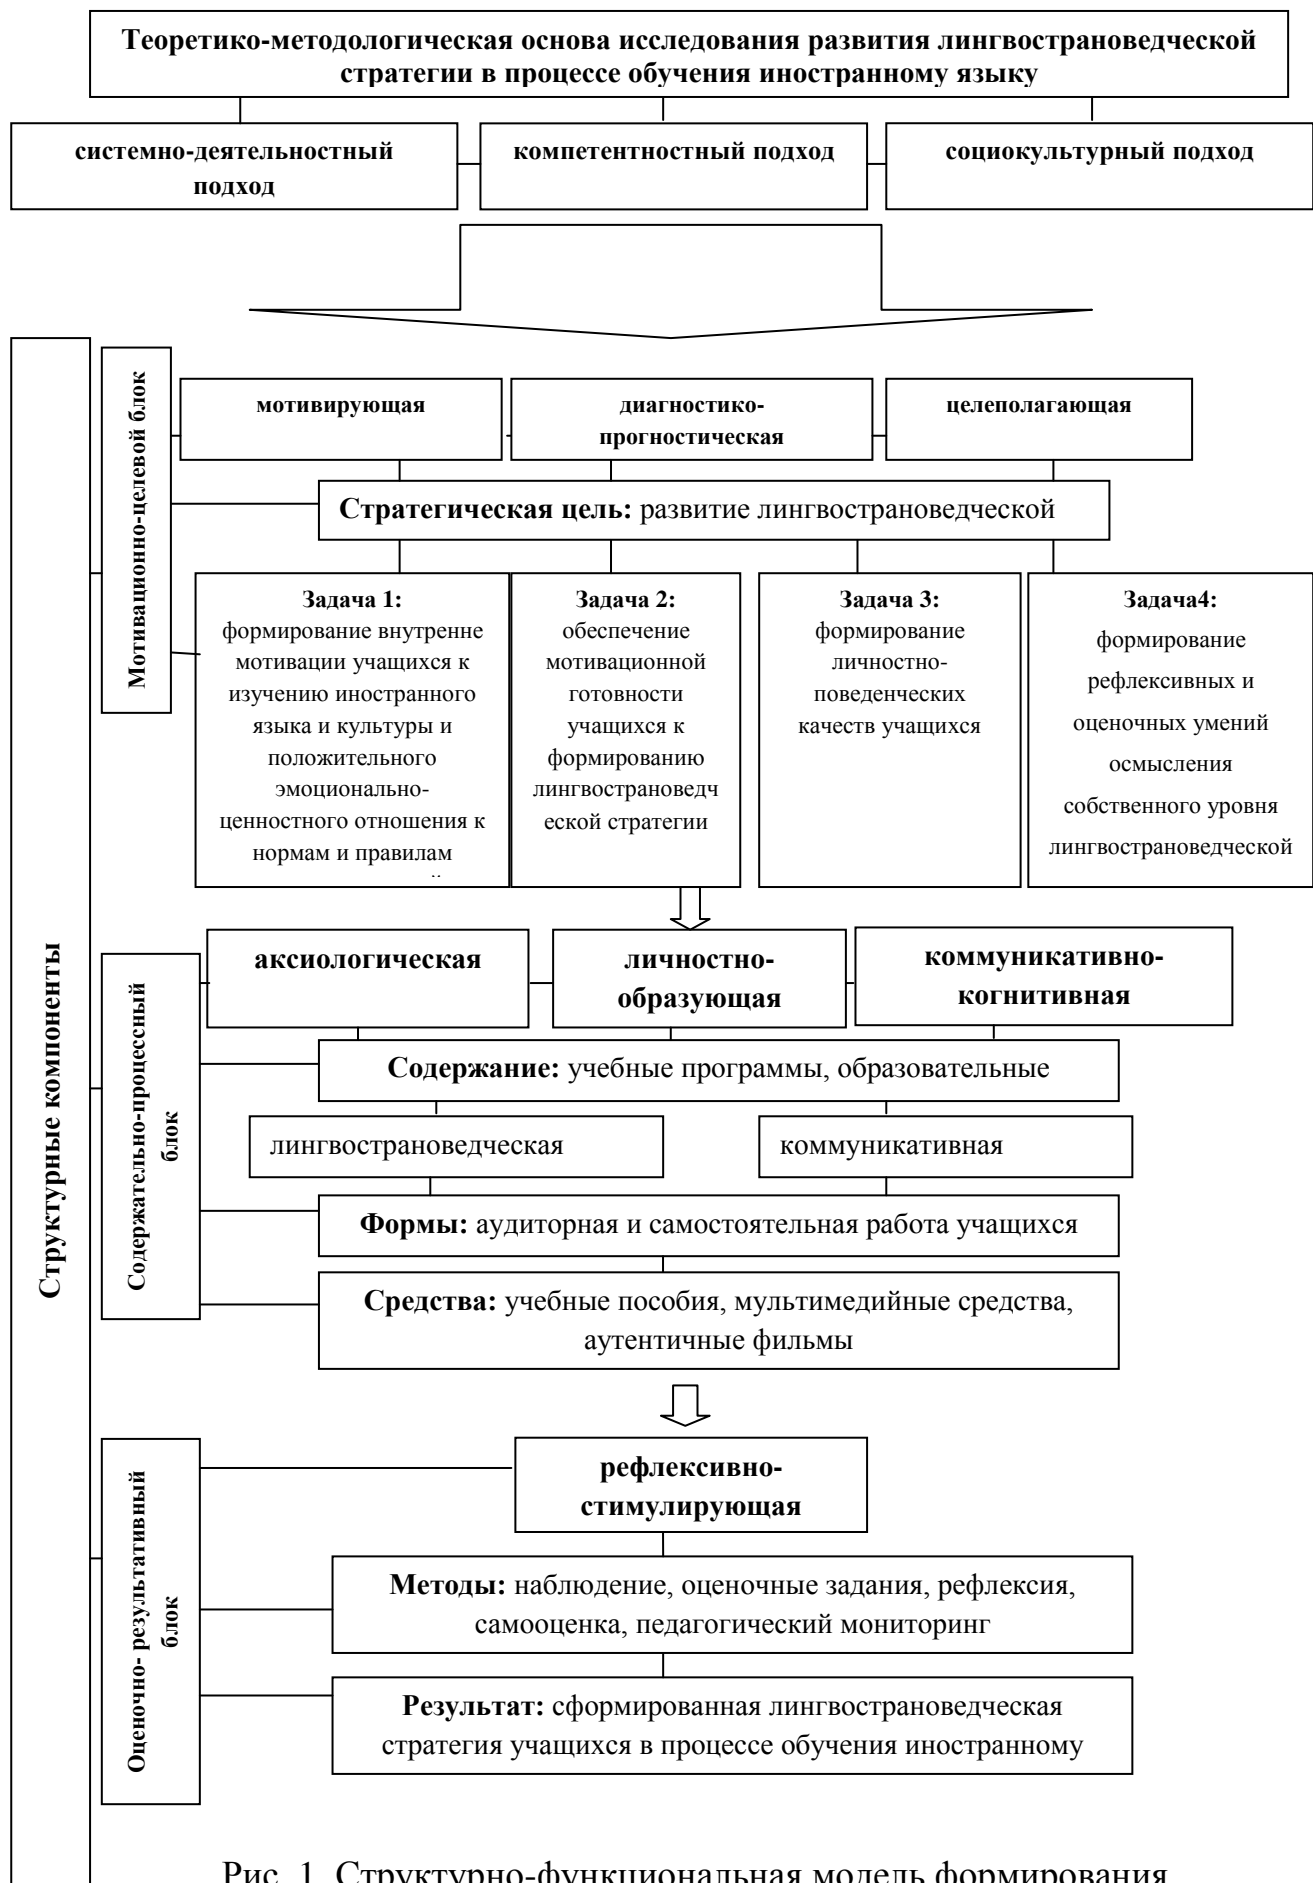 Теоретико-методологическая основа исследования развития лингвострановедческой
стратегии в процессе обучения иностранному языку
системно-деятельностный
подход
компетентностный подход
социокультурный подход
Структурные компоненты
Мотивационно-целевой блок
мотивирующая
диагностико-
прогностическая
целеполагающая
Стратегическая цель: развитие лингвострановедческой
Задача 1:
формирование внутренне
мотивации учащихся к
изучению иностранного
языка и культуры и
положительного
эмоционально-
ценностного отношения к
нормам и правилам
Задача 2:
обеспечение
мотивационной
готовности
учащихся к
формированию
лингвострановедч
еской стратегии
Задача 3:
формирование
личностно-
поведенческих
качеств учащихся
Задача4:
формирование
рефлексивных и
оценочных умений
осмысления
собственного уровня
лингвострановедческой
Содержательно-процессный
блок
аксиологическая
личностно-
образующая
коммуникативно-
когнитивная
Содержание: учебные программы, образовательные
лингвострановедческая
коммуникативная
Формы: аудиторная и самостоятельная работа учащихся
Средства: учебные пособия, мультимедийные средства,
аутентичные фильмы
Оценочно- результативный
блок
рефлексивно-
стимулирующая
Методы: наблюдение, оценочные задания, рефлексия,
самооценка, педагогический мониторинг
Результат: сформированная лингвострановедческая
стратегия учащихся в процессе обучения иностранному
Рис. 1. Структурно-функциональная модель формирования